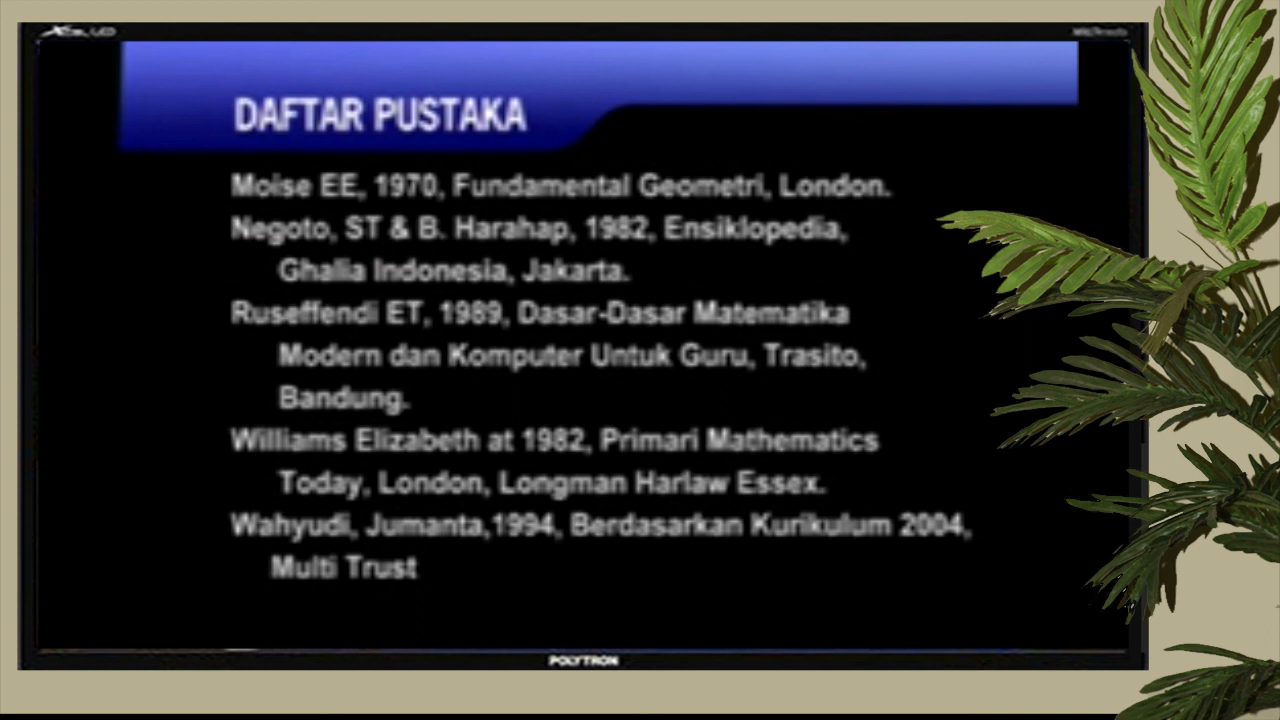 DAFTAR PUSTAKA
Moise EE, 1970, Fundamental Geometri, London.
Negoto, ST & B. Harahap, 1982, Ensiklopedia,
Ghalia Indonesia, Jakarta.
Ruseffendi ET, 1989, Dasar-Dasar Matematika
Modern dan Komputer Untuk Guru, Trasito,
Bandung.
Williams Elizabeth at 1982, Primari Mathematics
Today, London, Longman Harlaw Essex.
Wahyudi, Jumanta,1994, Berdasarkan Kurikulum 2004,
Multi Trust
POLYTRON